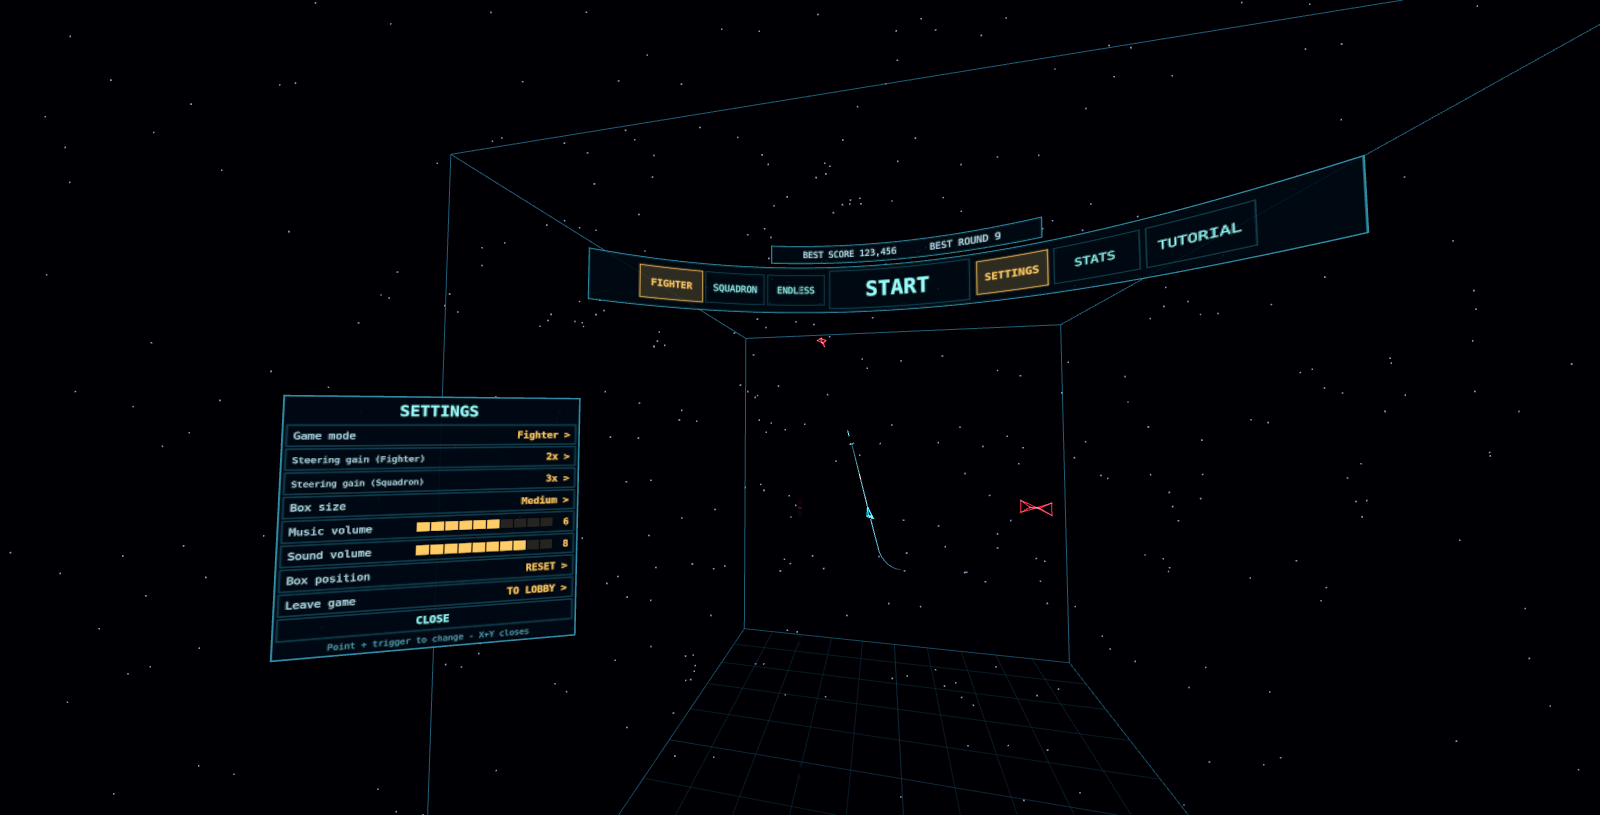 BEST SCORE 123,456 BEST ROUND 9
FIGHTER SQUADRON ENDLESS START SETTINGS STATS TUTORIAL
SETTINGS
Game mode Fighter >
Steering gain (Fighter) 2x >
Steering gain (Squadron) 3x >
Box size Medium >
Music volume 6
Sound volume 8
Box position RESET >
Leave game TO LOBBY >
CLOSE
Point + trigger to change - X+Y closes